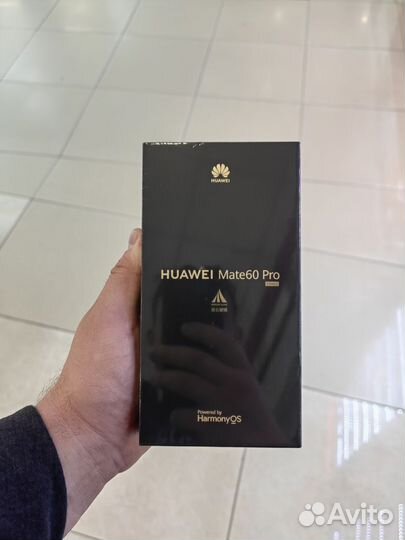 HUAWEI
HUAWEI Mate60 Pro
Powered by
HarmonyOS
Avito